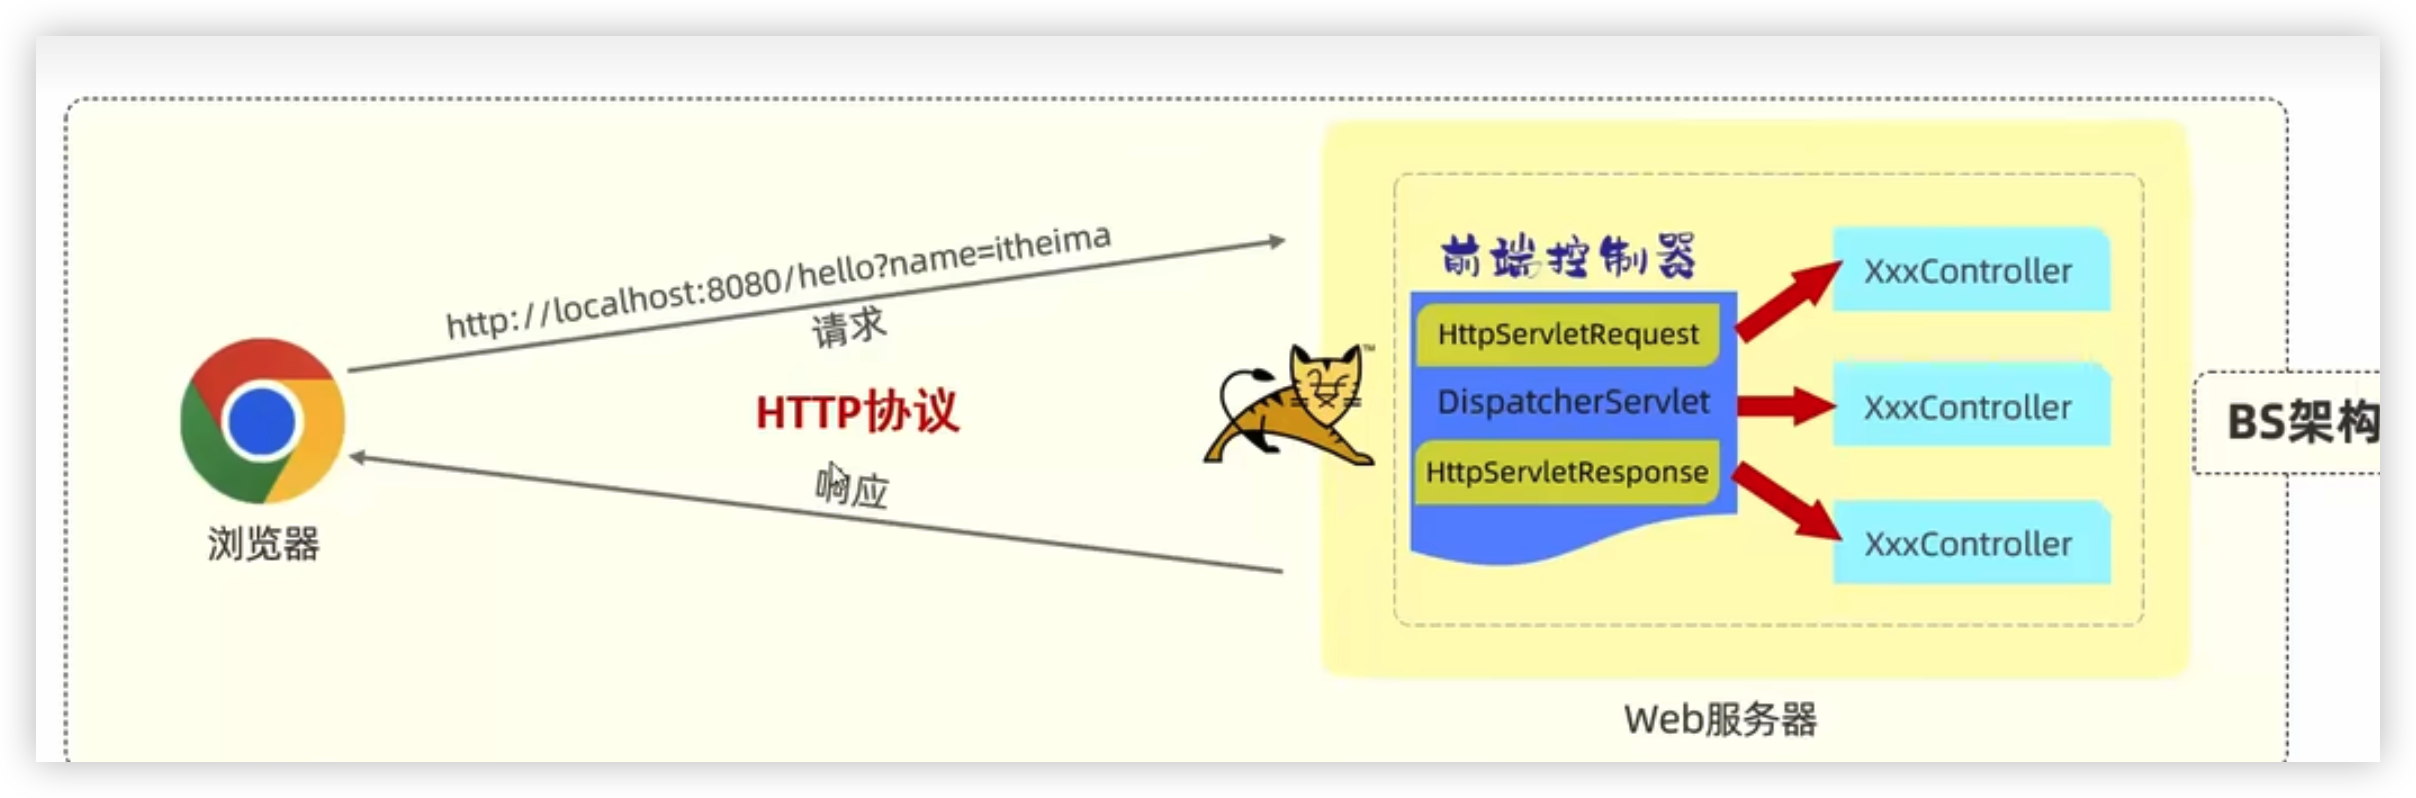 http://localhost:8080/hello?name=itheima
请求
HTTP协议
响应
浏览器
前端控制器
HttpServletRequest
DispatcherServlet
HttpServletResponse
XxxController
XxxController
XxxController
TM
Web服务器
BS架构